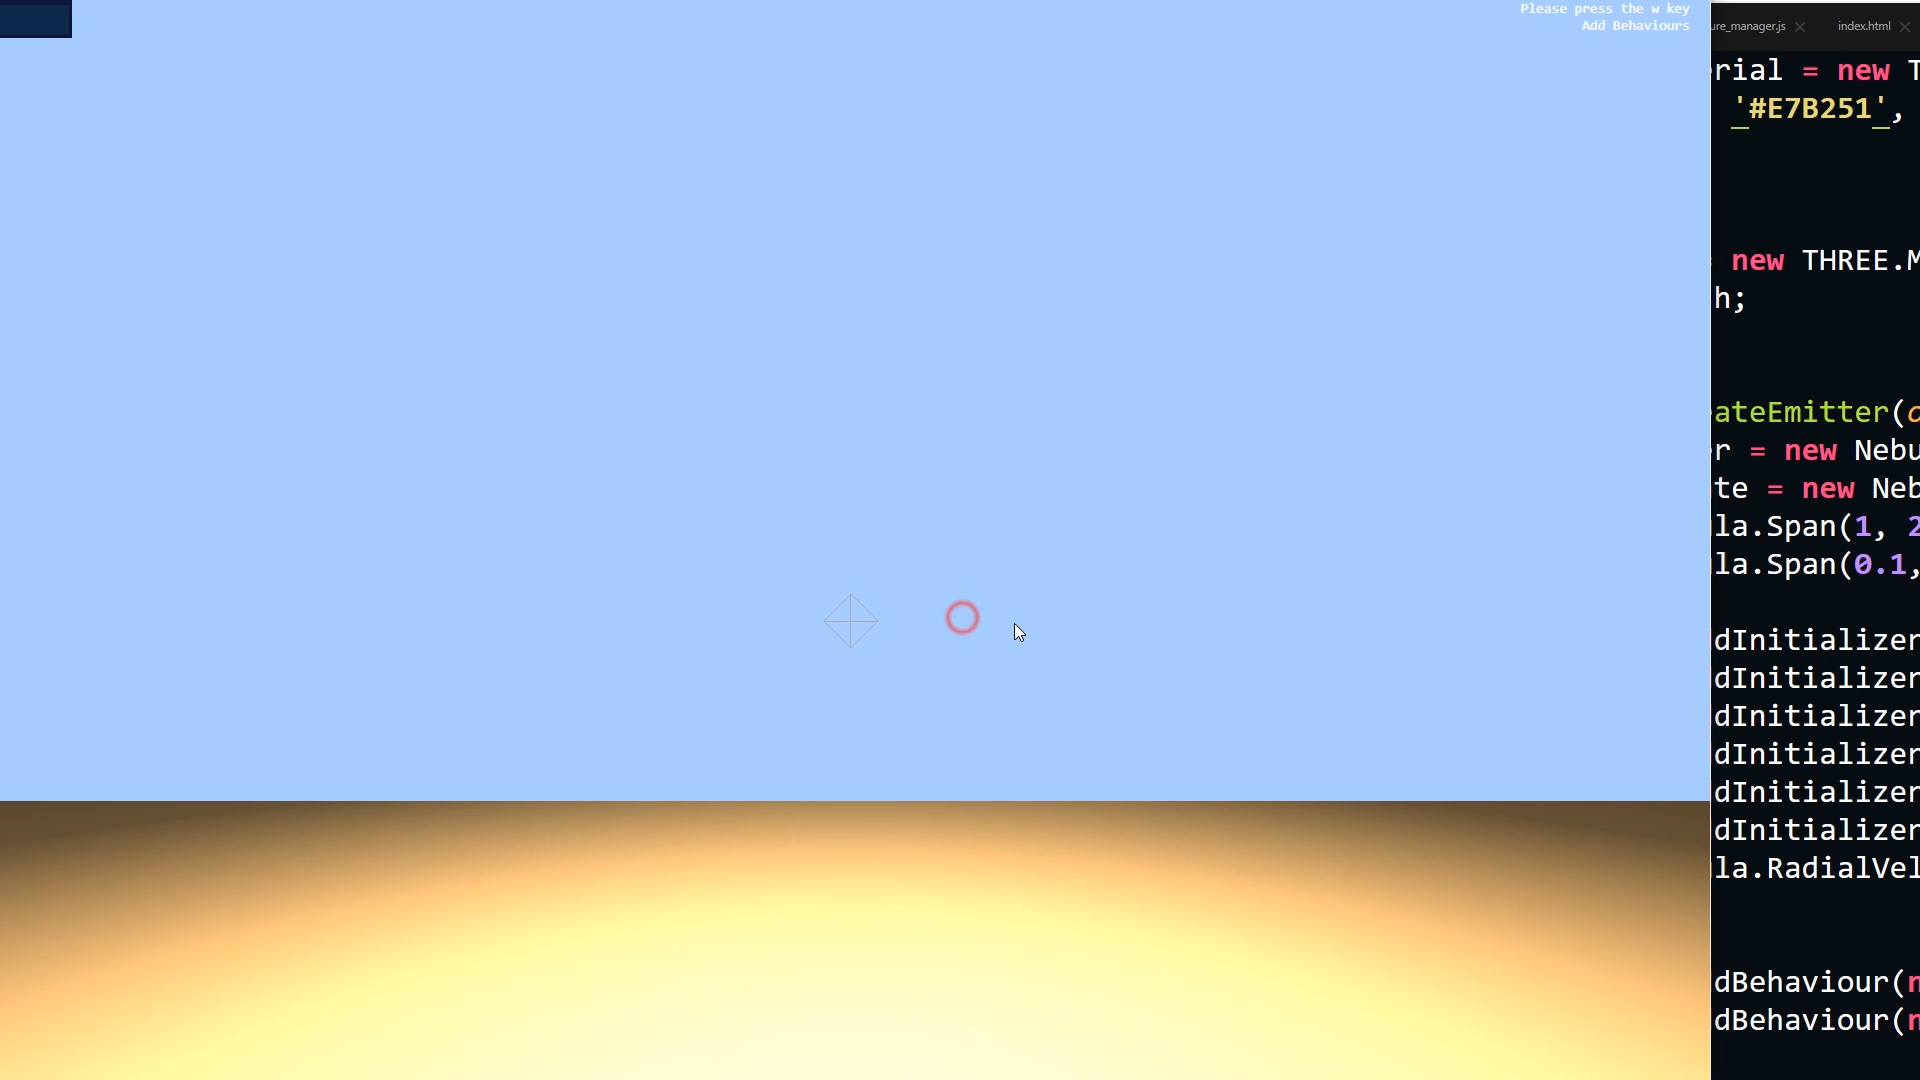 Please press the w key
Add Behaviours
ure_manager.js
index.html
rial = new T
'#E7B251',
new THREE.M
h;
ateEmitter(
r = new Nebu
te = new Neb
la.Span(1, 2
la.Span(0.1,
dInitializer
dInitializer
dInitializer
dInitializer
dInitializer
dInitializer
la.RadialVel
dBehaviour(n
dBehaviour(n